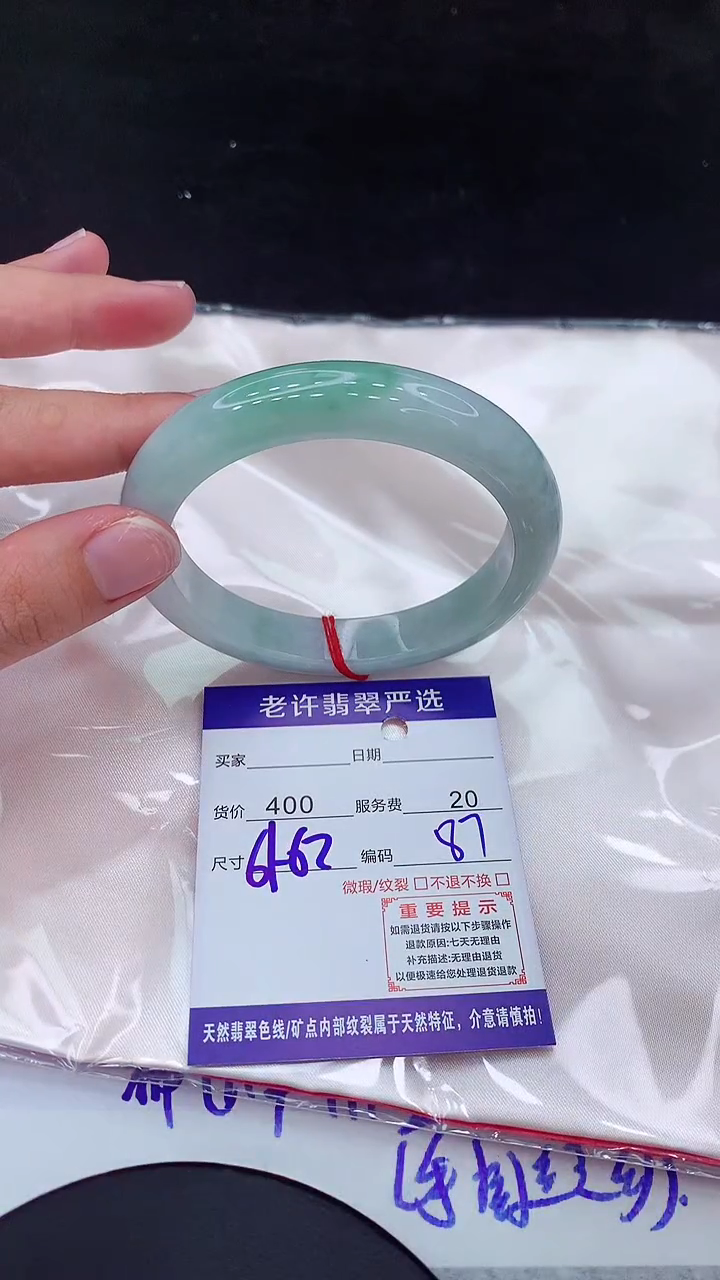 老许翡翠严选
买家 日期
货价 400 服务费 20
尺寸 61-62 编码 87
微瑕/纹裂 □ 不退不换 □
重要提示
如需退货请按以下步骤操作
退款原因:七天无理由
补充描述:无理由退货
以便极速给您处理退货退款
天然翡翠色线/矿点内部纹裂属于天然特征，介意请慎拍！